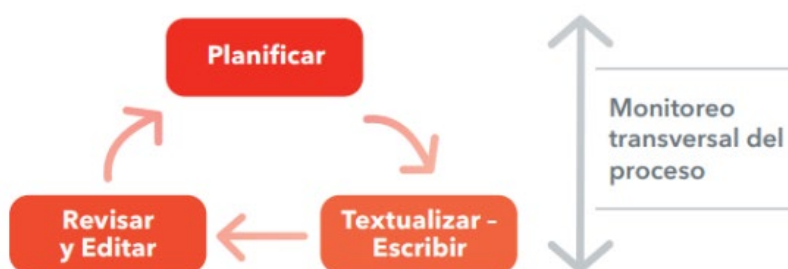 Planificar
Textualizar –
Escribir
Revisar
y Editar
Monitoreo
transversal del
proceso